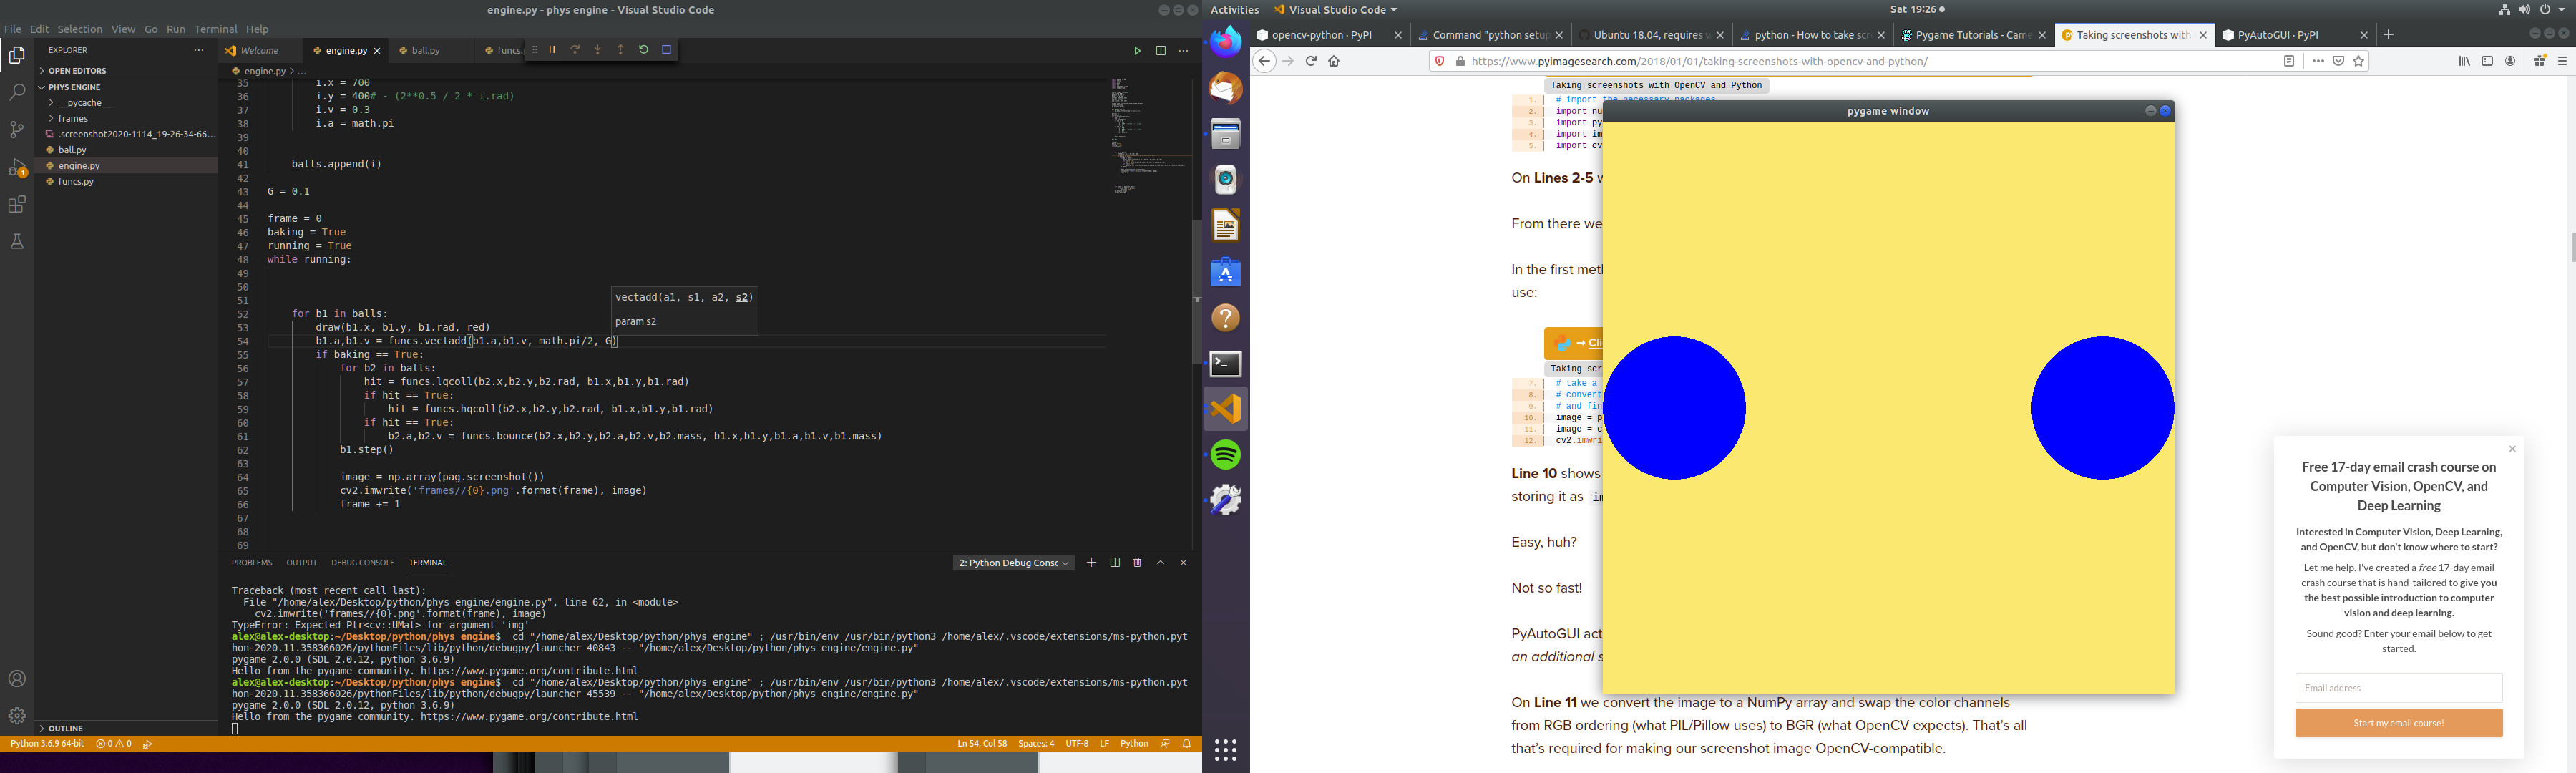 engine.py - phys engine - Visual Studio Code
File Edit Selection View Go Run Terminal Help
EXPLORER
OPEN EDITORS
PHYS ENGINE
__pycache__
frames
.screenshot2020-1114_19-26-34-66...
ball.py
engine.py
funcs.py
OUTLINE
Welcome
engine.py
ball.py
funcs.
engine.py > ...
35 i.x = 700
36 i.y = 400# - (2**0.5 / 2 * i.rad)
37 i.v = 0.3
38 i.a = math.pi
39
40
41 balls.append(i)
42
43 G = 0.1
44
45 frame = 0
46 baking = True
47 running = True
48 while running:
49
50
51
vectadd(a1, s1, a2, s2)
param s2
52 for b1 in balls:
53 draw(b1.x, b1.y, b1.rad, red)
54 b1.a,b1.v = funcs.vectadd(b1.a,b1.v, math.pi/2, G)
55 if baking == True:
56 for b2 in balls:
57 hit = funcs.lqcoll(b2.x,b2.y,b2.rad, b1.x,b1.y,b1.rad)
58 if hit == True:
59 hit = funcs.hqcoll(b2.x,b2.y,b2.rad, b1.x,b1.y,b1.rad)
60 if hit == True:
61 b2.a,b2.v = funcs.bounce(b2.x,b2.y,b2.a,b2.v,b2.mass, b1.x,b1.y,b1.a,b1.v,b1.mass)
62 b1.step()
63
64 image = np.array(pag.screenshot())
65 cv2.imwrite('frames//{0}.png'.format(frame), image)
66 frame += 1
67
68
69
PROBLEMS OUTPUT DEBUG CONSOLE TERMINAL
2: Python Debug Consc
Traceback (most recent call last):
File "/home/alex/Desktop/python/phys engine/engine.py", line 62, in <module>
cv2.imwrite('frames//{0}.png'.format(frame), image)
TypeError: Expected Ptr<cv::UMat> for argument 'img'
alex@alex-desktop:~/Desktop/python/phys engine$ cd "/home/alex/Desktop/python/phys engine" ; /usr/bin/env /usr/bin/python3 /home/alex/.vscode/extensions/ms-python.pyt
hon-2020.11.358366026/pythonFiles/lib/python/debugpy/launcher 40843 -- "/home/alex/Desktop/python/phys engine/engine.py"
pygame 2.0.0 (SDL 2.0.12, python 3.6.9)
Hello from the pygame community. https://www.pygame.org/contribute.html
alex@alex-desktop:~/Desktop/python/phys engine$ cd "/home/alex/Desktop/python/phys engine" ; /usr/bin/env /usr/bin/python3 /home/alex/.vscode/extensions/ms-python.pyt
hon-2020.11.358366026/pythonFiles/lib/python/debugpy/launcher 45539 -- "/home/alex/Desktop/python/phys engine/engine.py"
pygame 2.0.0 (SDL 2.0.12, python 3.6.9)
Hello from the pygame community. https://www.pygame.org/contribute.html
Python 3.6.9 64-bit 0 0
Ln 54, Col 58 Spaces: 4 UTF-8 LF Python
Activities Visual Studio Code
Sat 19:26
opencv-python · PyPI
Command "python setup
Ubuntu 18.04, requires
python - How to take scr
Pygame Tutorials - Came
Taking screenshots with
PyAutoGUI · PyPI
https://www.pyimagesearch.com/2018/01/01/taking-screenshots-with-opencv-and-python/
Taking screenshots with OpenCV and Python
1. # import the necessary packages
2. import nu
3. import py
4. import im
5. import cv
pygame window
On Lines 2-5 w
From there we
In the first meth
use:
→ Cli
Taking scr
7. # take a
8. # convert
9. # and fin
10. image = p
11. image = c
12. cv2.imwri
Line 10 shows
storing it as im
Easy, huh?
Not so fast!
PyAutoGUI act
an additional s
On Line 11 we convert the image to a NumPy array and swap the color channels
from RGB ordering (what PIL/Pillow uses) to BGR (what OpenCV expects). That's all
that's required for making our screenshot image OpenCV-compatible.
Free 17-day email crash course on
Computer Vision, OpenCV, and
Deep Learning
Interested in Computer Vision, Deep Learning,
and OpenCV, but don't know where to start?
Let me help. I've created a free 17-day email
crash course that is hand-tailored to give you
the best possible introduction to computer
vision and deep learning.
Sound good? Enter your email below to get
started.
Email address
Start my email course!